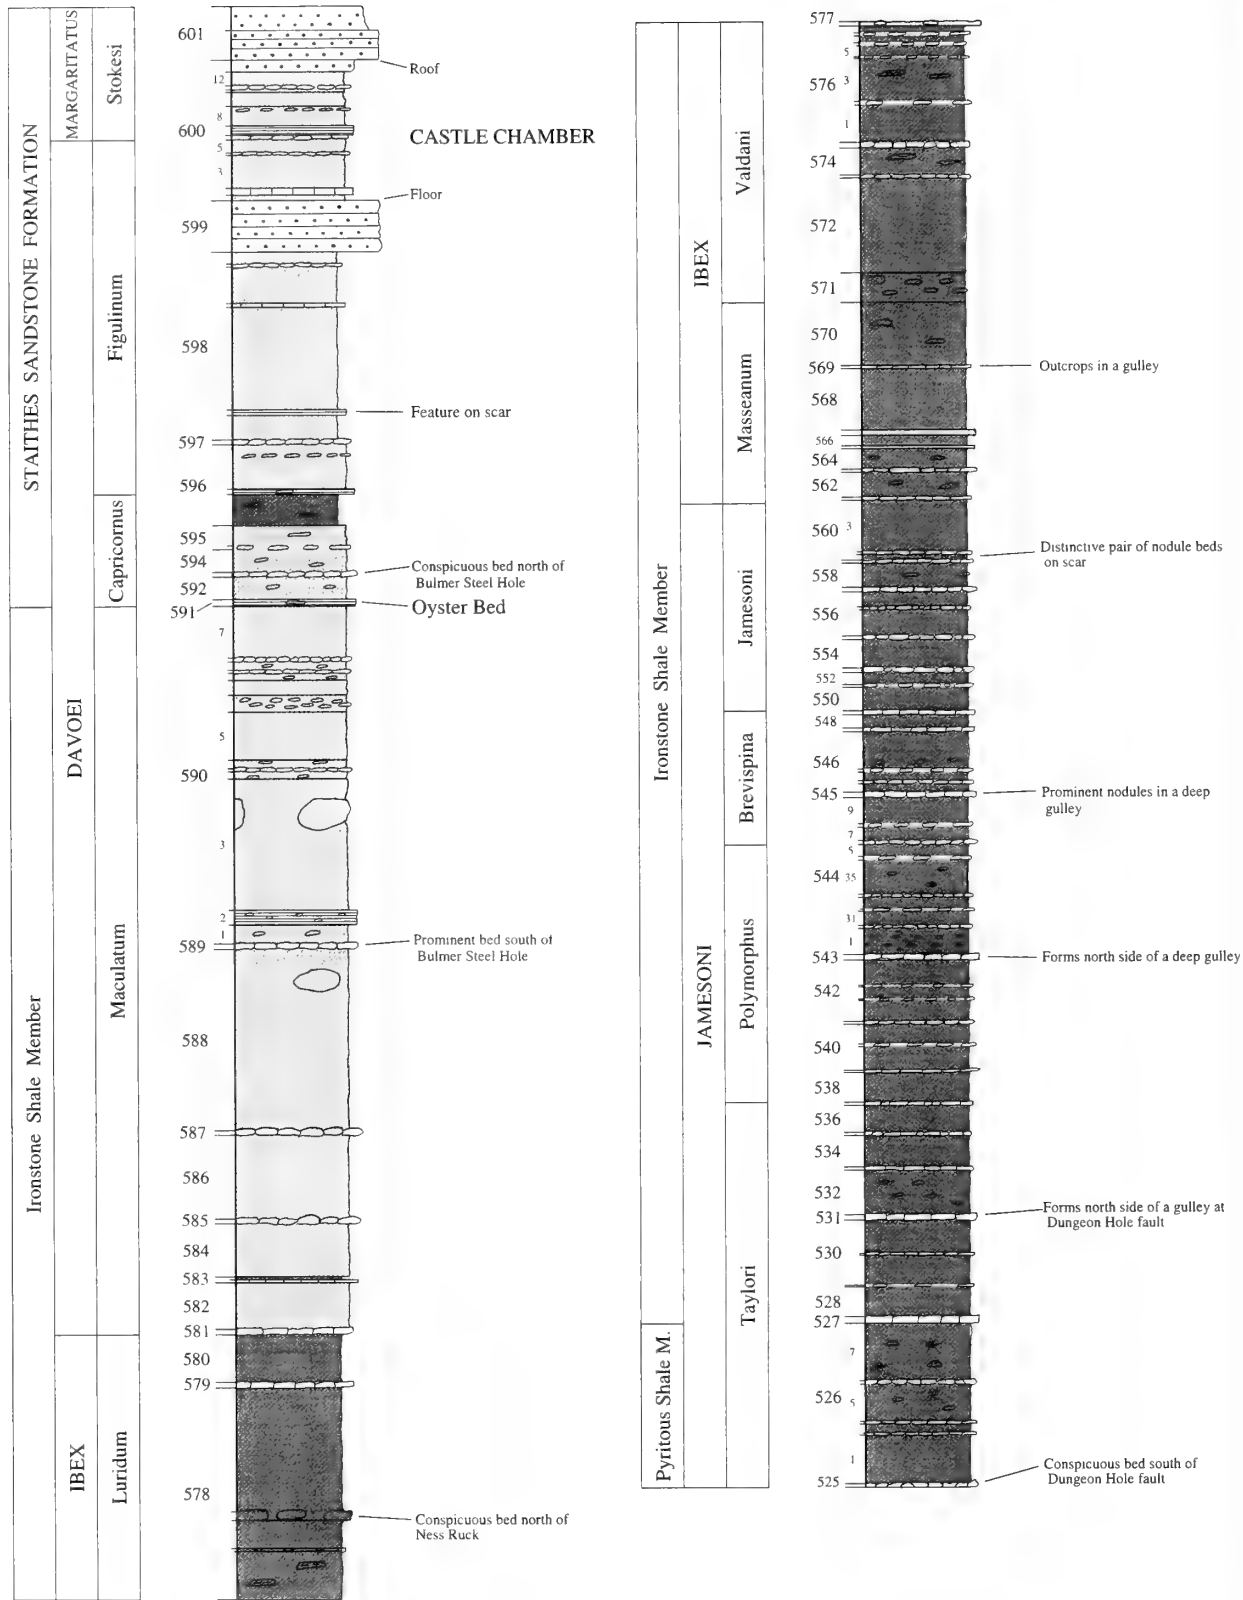 STAITHES SANDSTONE FORMATION
Ironstone Shale Member
MARGARITATUS
DAVOEI
IBEX
Stokesi
Figulinum
Capricornus
Maculatum
Luridum
601
12
8
600
5
3
599
598
597
596
595
594
592
591
7
5
590
3
2
1
589
588
587
586
585
584
583
582
581
580
579
578
Roof
CASTLE CHAMBER
Floor
Feature on scar
Conspicuous bed north of
Bulmer Steel Hole
Oyster Bed
Prominent bed south of
Bulmer Steel Hole
Conspicuous bed north of
Ness Ruck
Ironstone Shale Member
Pyritous Shale M.
IBEX
JAMESONI
Valdani
Masseanum
Jamesoni
Brevispina
Polymorphus
Taylori
577
5
576 3
1
574
572
571
570
569
568
566
564
562
560 3
558
556
554
552
550
548
546
545
9
7
5
544 35
31
1
543
542
540
538
536
534
532
531
530
528
527
7
526 5
1
525
Outcrops in a gulley
Distinctive pair of nodule beds
on scar
Prominent nodules in a deep
gulley
Forms north side of a deep gulley
Forms north side of a gulley at
Dungeon Hole fault
Conspicuous bed south of
Dungeon Hole fault